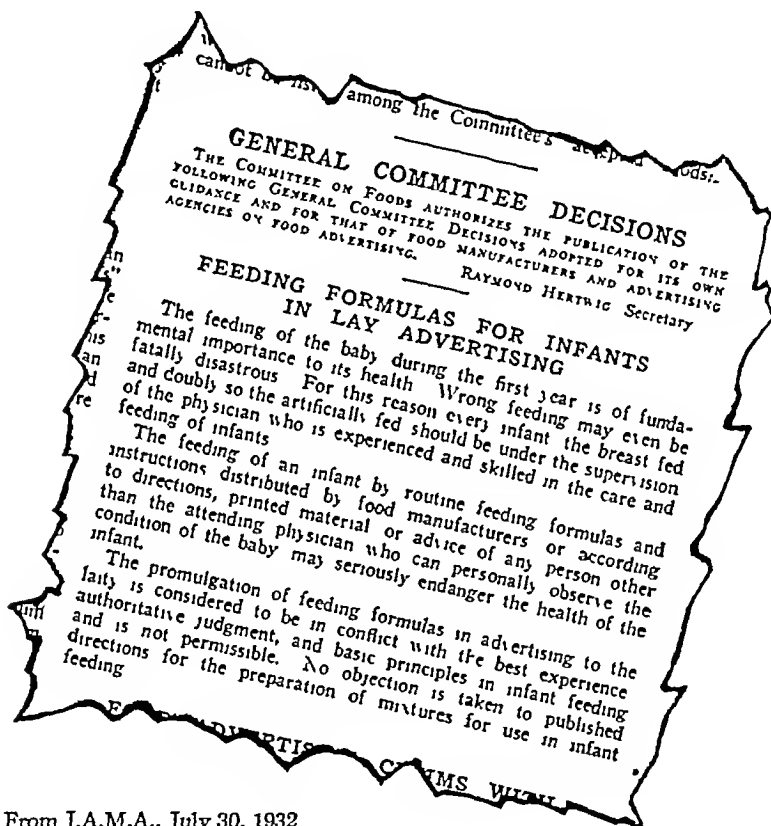 cannot be
among the Committee's
GENERAL COMMITTEE DECISIONS
THE COMMITTEE ON FOODS AUTHORIZES THE PUBLICATION OF THE
FOLLOWING GENERAL COMMITTEE DECISIONS ADOPTED FOR ITS OWN
GUIDANCE AND FOR THAT OF FOOD MANUFACTURERS AND ADVERTISING
AGENCIES ON FOOD ADVERTISING.
RAYMOND HERTWIG Secretary
FEEDING FORMULAS FOR INFANTS
IN LAY ADVERTISING
The feeding of the baby during the first year is of funda-
mental importance to its health Wrong feeding may even be
fatally disastrous For this reason every infant the breast fed
and doubly so the artificially fed should be under the supervision
of the physician who is experienced and skilled in the care and
feeding of infants
The feeding of an infant by routine feeding formulas and
instructions distributed by food manufacturers or according
to directions, printed material or advice of any person other
than the attending physician who can personally observe the
condition of the baby may seriously endanger the health of the
infant.
The promulgation of feeding formulas in advertising to the
laity is considered to be in conflict with the best experience
authoritative judgment, and basic principles in infant feeding
and is not permissible. No objection is taken to published
directions for the preparation of mixtures for use in infant
feeding
From J.A.M.A., July 30, 1932